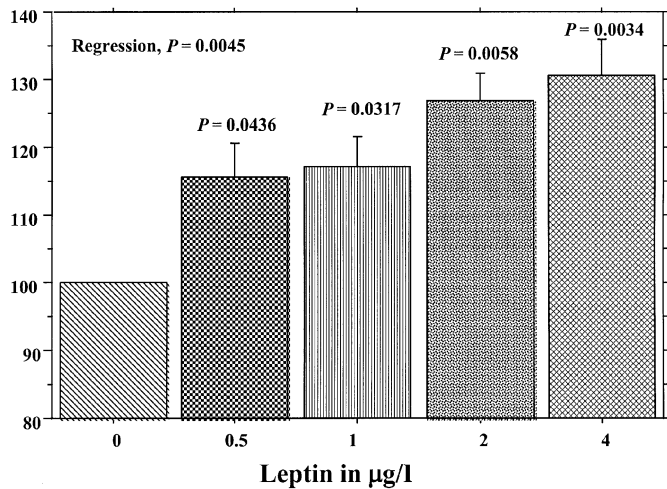 140
Regression, P = 0.0045
P = 0.0034
P = 0.0058
130
P = 0.0436
P = 0.0317
120
110
100
90
80
0 0.5 1 2 4
Leptin in µg/l